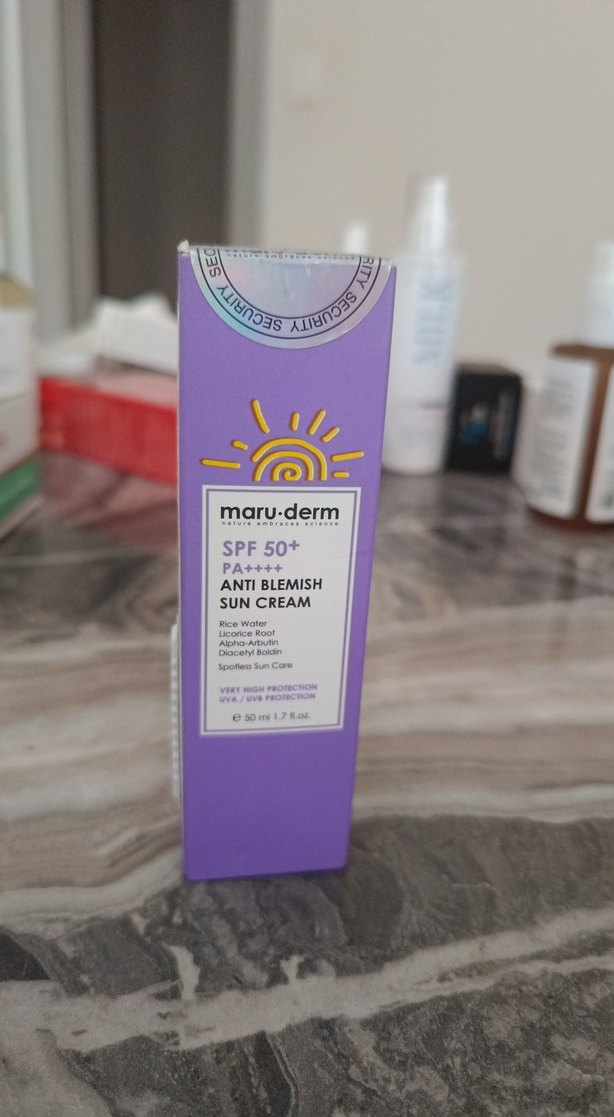 SECURITY SECURITY
maru·derm
nature embraces science
SPF 50+
PA++++
ANTI BLEMISH
SUN CREAM
Rice Water
Licorice Root
Alpha-Arbutin
Diacetyl Boldin
Spotless Sun Care
VERY HIGH PROTECTION
UVA / UVB PROTECTION
℮ 50 ml 1.7 fl.oz.